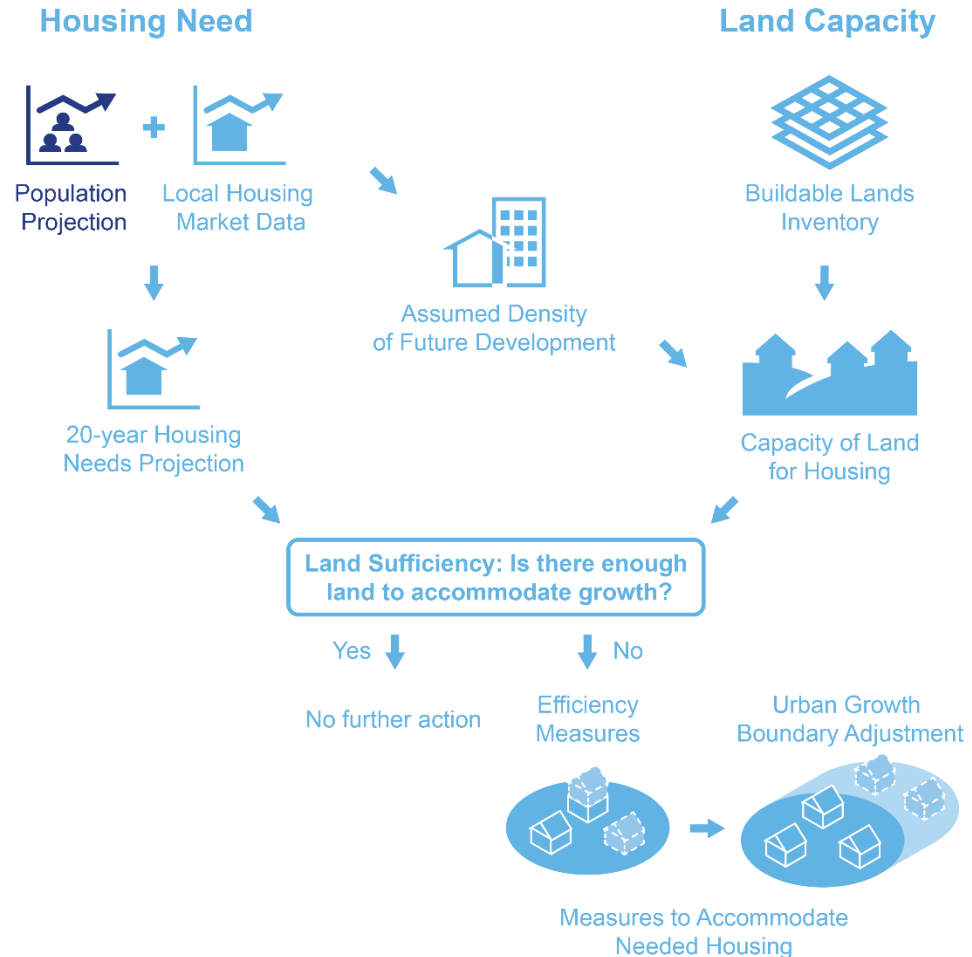 Housing Need
Land Capacity
Population
Projection
Local Housing
Market Data
Buildable Lands
Inventory
Assumed Density
of Future Development
20-year Housing
Needs Projection
Capacity of Land
for Housing
Land Sufficiency: Is there enough
land to accommodate growth?
Yes
No
No further action
Efficiency
Measures
Urban Growth
Boundary Adjustment
Measures to Accommodate
Needed Housing